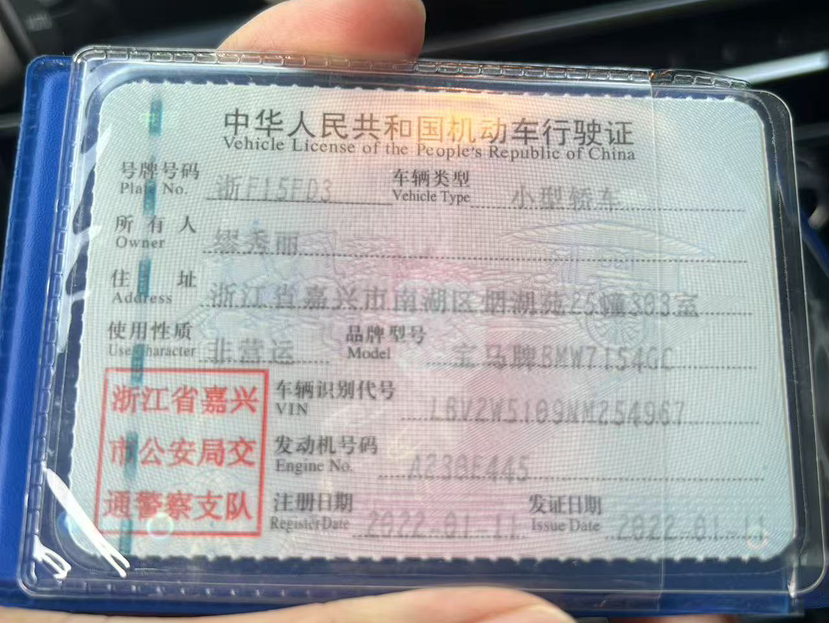 中华人民共和国机动车行驶证
Vehicle License of the People's Republic of China
号牌号码 浙F15FD3 车辆类型 小型轿车
Plate No. Vehicle Type
所有人 缪秀丽
Owner
住址 浙江省嘉兴市南湖区烟湖苑25幢303室
Address
使用性质 非营运 品牌型号 宝马牌BMW7154GC
Use Character Model
浙江省嘉兴
市公安局交
通警察支队
车辆识别代号 LBV2W5109NM254967
VIN
发动机号码 A238E445
Engine No.
注册日期 2022-01-11 发证日期 2022-01-11
Register Date Issue Date